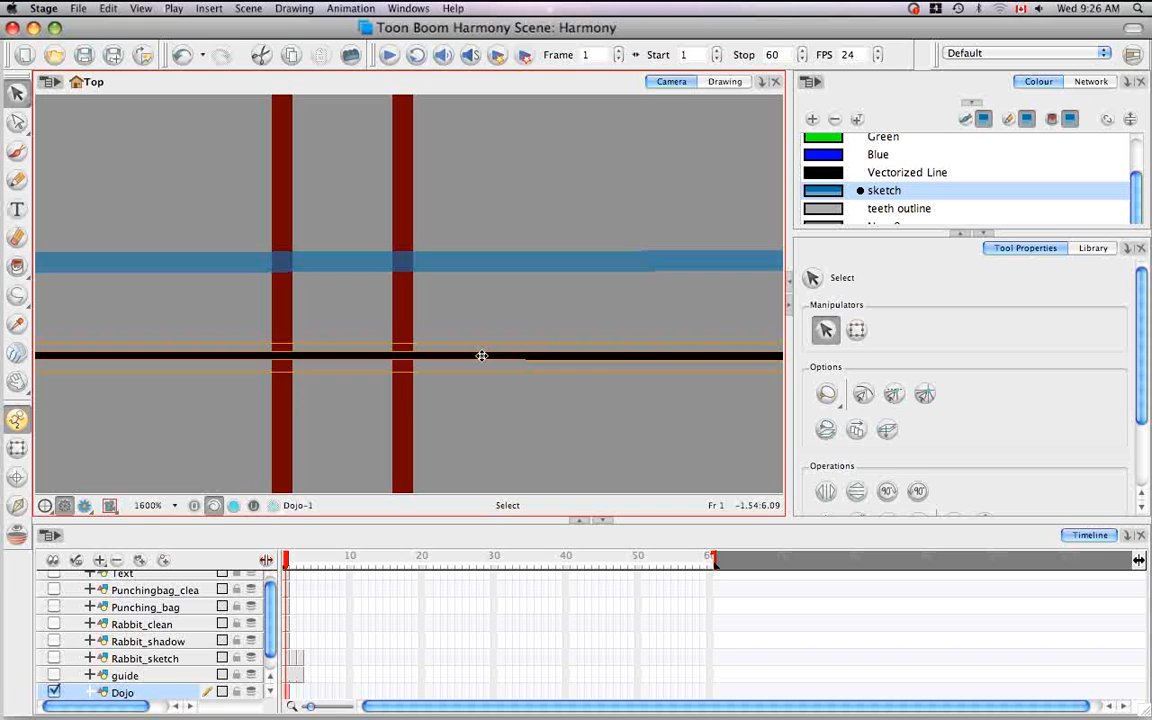 Stage File Edit View Play Insert Scene Drawing Animation Windows Help Wed 9:26 AM
Toon Boom Harmony Scene: Harmony
Frame 1 Start 1 Stop 60 FPS 24 Default
Top Camera Drawing Colour Network
Green
Blue
Vectorized Line
sketch
teeth outline
Tool Properties Library
Select
Manipulators
Options
Operations
1600% Dojo-1 Select Fr 1 -1.54:6.09
Timeline
10 20 30 40 50
Text
Punchingbag_clea
Punching_bag
Rabbit_clean
Rabbit_shadow
Rabbit_sketch
guide
Dojo